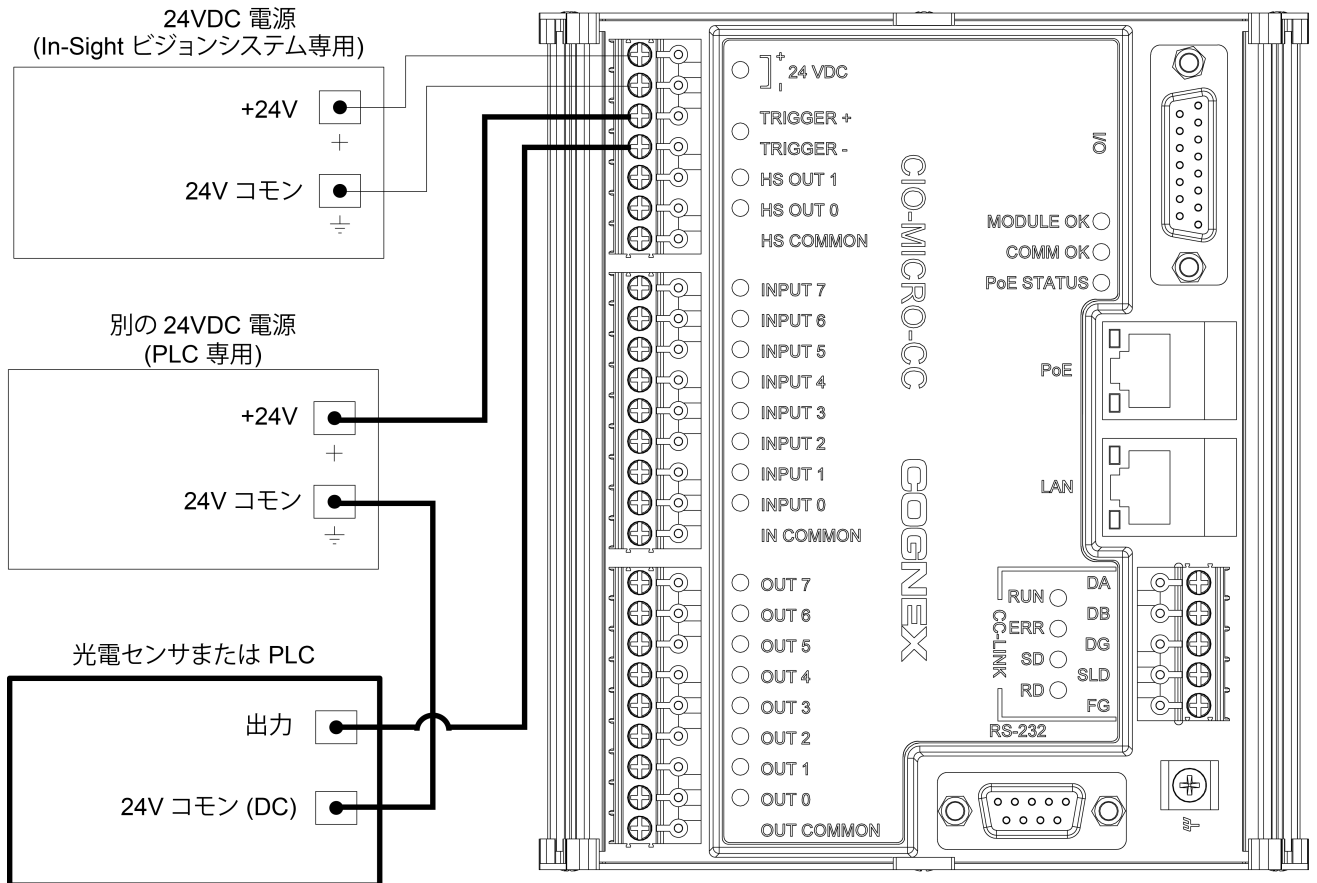 24VDC 電源
(In-Sight ビジョンシステム専用)
+24V
24V コモン
別の 24VDC 電源
(PLC 専用)
+24V
24V コモン
光電センサまたは PLC
出力
24V コモン (DC)
+
-
24 VDC
TRIGGER +
TRIGGER -
HS OUT 1
HS OUT 0
HS COMMON
INPUT 7
INPUT 6
INPUT 5
INPUT 4
INPUT 3
INPUT 2
INPUT 1
INPUT 0
IN COMMON
OUT 7
OUT 6
OUT 5
OUT 4
OUT 3
OUT 2
OUT 1
OUT 0
OUT COMMON
CIO-MICRO-CC
COGNEX
I/O
MODULE OK
COMM OK
PoE STATUS
PoE
LAN
CC-LINK
RUN
ERR
SD
RD
DA
DB
DG
SLD
FG
RS-232